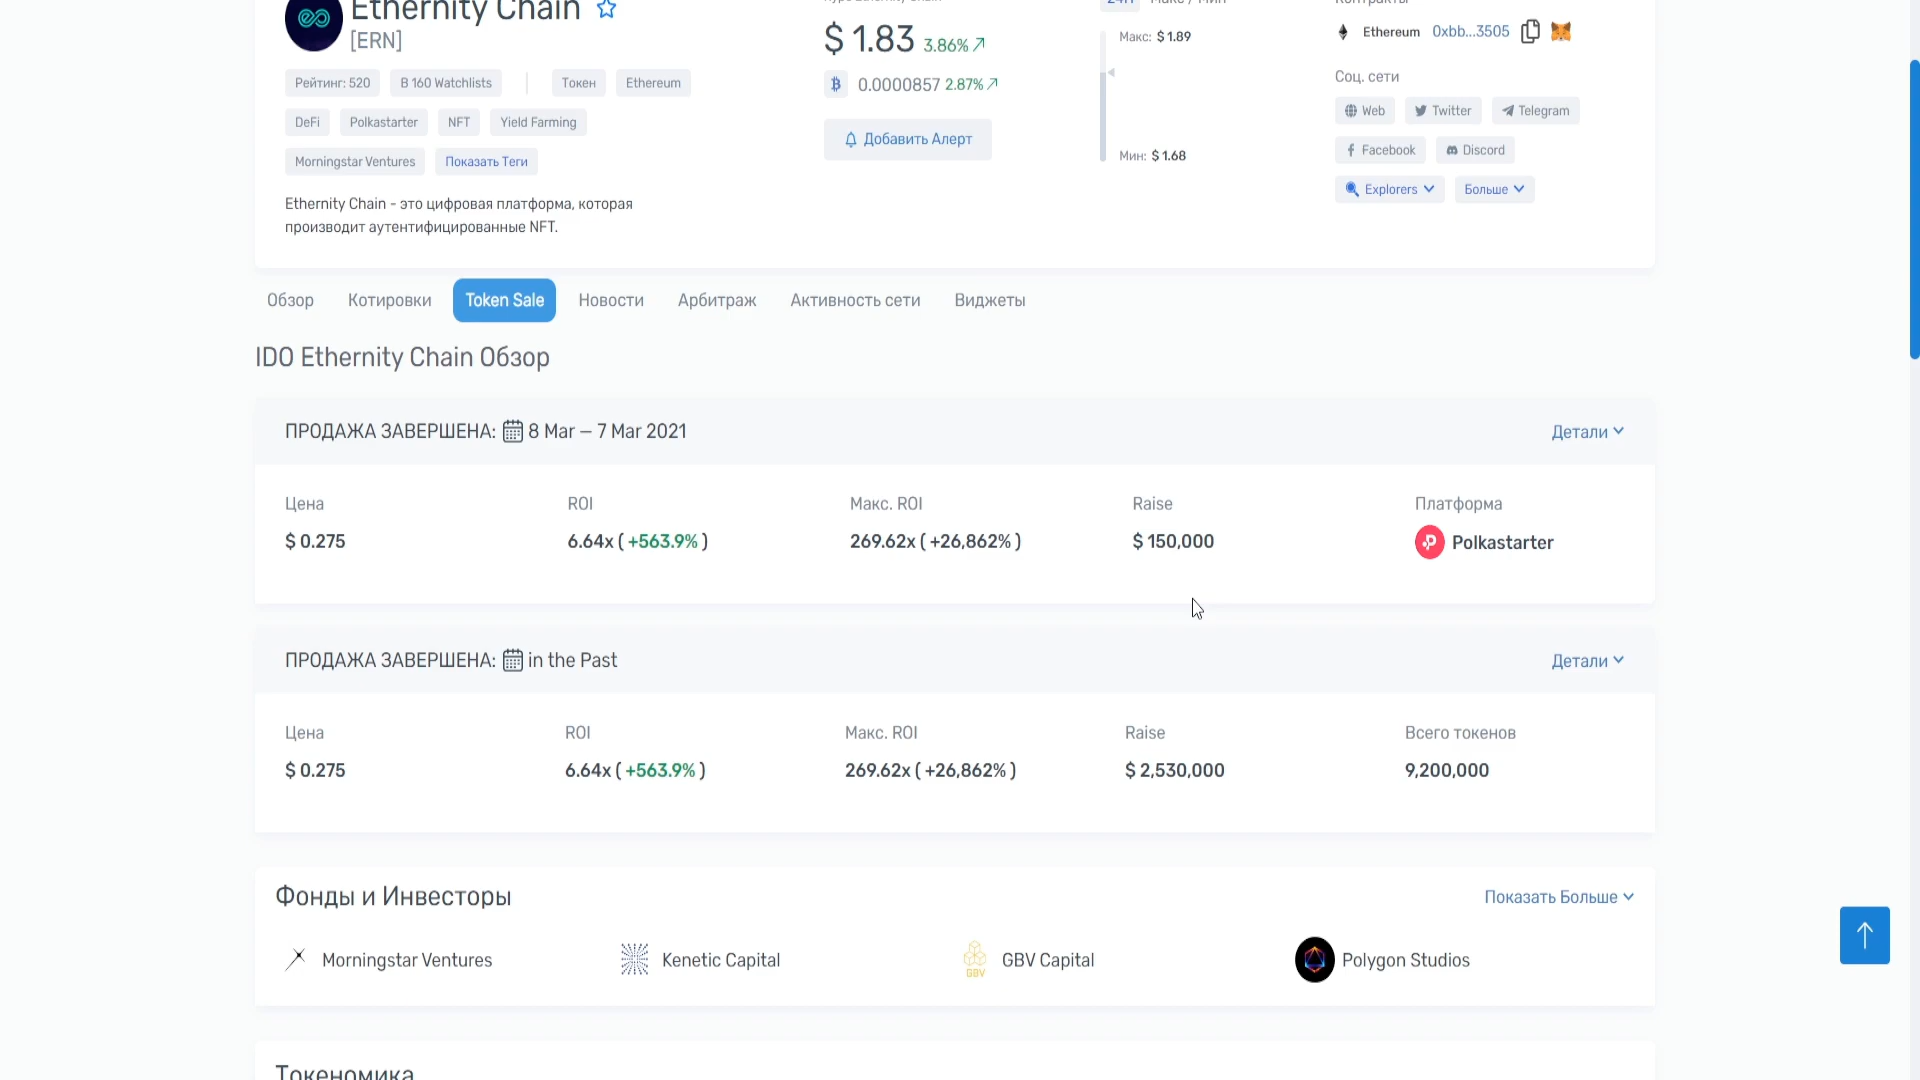 Ethernity Chain
[ERN]
Рейтинг: 520
В 160 Watchlists
Токен
Ethereum
DeFi
Polkastarter
NFT
Yield Farming
Morningstar Ventures
Показать Теги
Ethernity Chain - это цифровая платформа, которая
производит аутентифицированные NFT.
$ 1.83 3.86%
0.0000857 2.87%
Добавить Алерт
Макс: $ 1.89
Мин: $ 1.68
Ethereum 0xbb...3505
Соц. сети
Web
Twitter
Telegram
Facebook
Discord
Explorers
Больше
Обзор
Котировки
Token Sale
Новости
Арбитраж
Активность сети
Виджеты
IDO Ethernity Chain Обзор
ПРОДАЖА ЗАВЕРШЕНА: 8 Mar – 7 Mar 2021
Детали
Цена
ROI
Макс. ROI
Raise
Платформа
$ 0.275
6.64x ( +563.9% )
269.62x ( +26,862% )
$ 150,000
Polkastarter
ПРОДАЖА ЗАВЕРШЕНА: in the Past
Детали
Цена
ROI
Макс. ROI
Raise
Всего токенов
$ 0.275
6.64x ( +563.9% )
269.62x ( +26,862% )
$ 2,530,000
9,200,000
Фонды и Инвесторы
Показать Больше
Morningstar Ventures
Kenetic Capital
GBV
GBV Capital
Polygon Studios
Токеномика